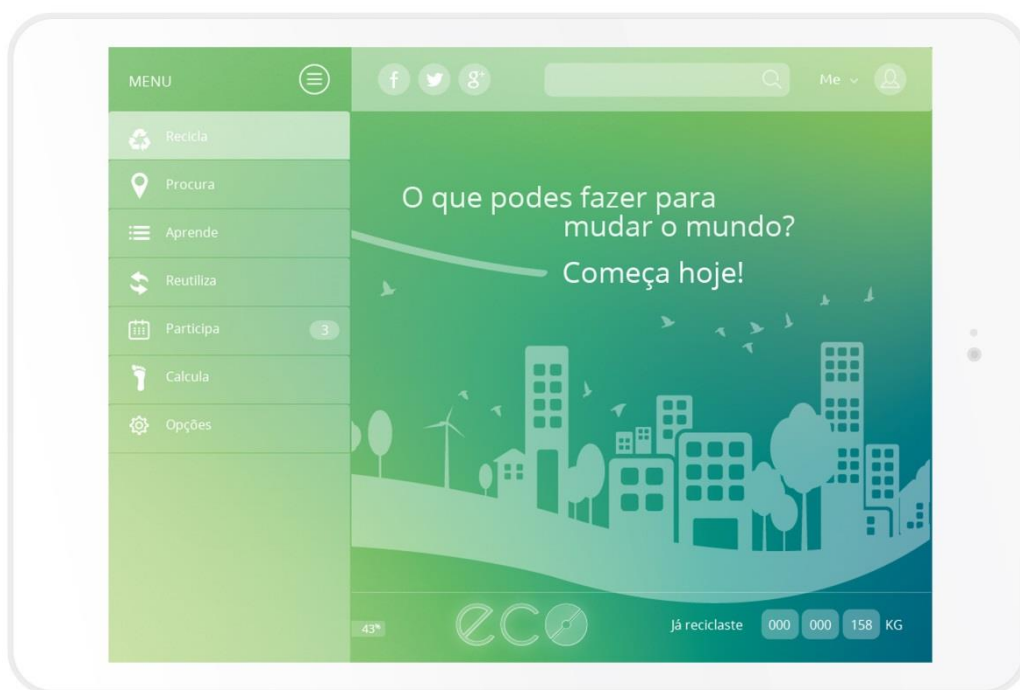 MENU
Me
Recicla
Procura
Aprende
Reutiliza
Participa 3
Calcula
Opções
O que podes fazer para
mudar o mundo?
Começa hoje!
eco
Já reciclaste 000 000 158 KG